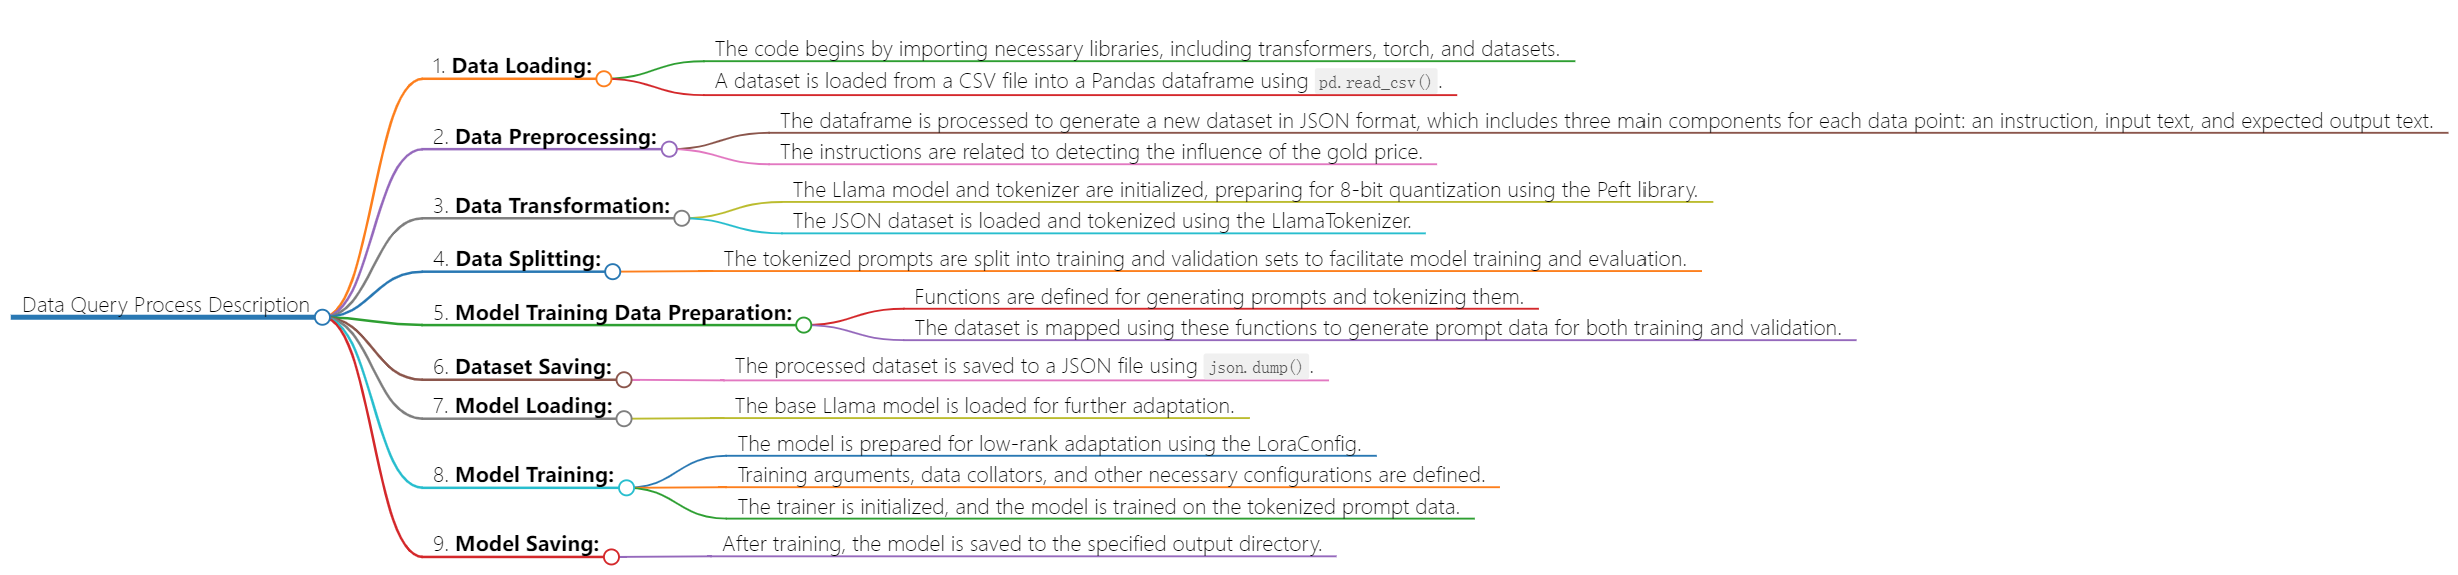 Data Query Process Description
1. Data Loading:
The code begins by importing necessary libraries, including transformers, torch, and datasets.
A dataset is loaded from a CSV file into a Pandas dataframe using pd.read_csv().
2. Data Preprocessing:
The dataframe is processed to generate a new dataset in JSON format, which includes three main components for each data point: an instruction, input text, and expected output text.
The instructions are related to detecting the influence of the gold price.
3. Data Transformation:
The Llama model and tokenizer are initialized, preparing for 8-bit quantization using the Peft library.
The JSON dataset is loaded and tokenized using the LlamaTokenizer.
4. Data Splitting:
The tokenized prompts are split into training and validation sets to facilitate model training and evaluation.
5. Model Training Data Preparation:
Functions are defined for generating prompts and tokenizing them.
The dataset is mapped using these functions to generate prompt data for both training and validation.
6. Dataset Saving:
The processed dataset is saved to a JSON file using json.dump().
7. Model Loading:
The base Llama model is loaded for further adaptation.
8. Model Training:
The model is prepared for low-rank adaptation using the LoraConfig.
Training arguments, data collators, and other necessary configurations are defined.
The trainer is initialized, and the model is trained on the tokenized prompt data.
9. Model Saving:
After training, the model is saved to the specified output directory.